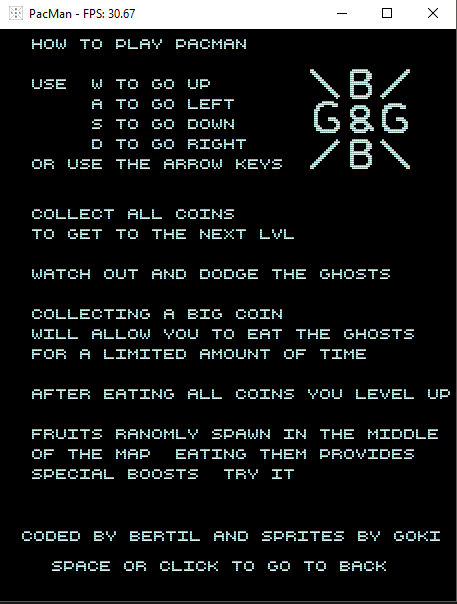 PacMan - FPS: 30.67
HOW TO PLAY PACMAN
USE W TO GO UP
A TO GO LEFT
S TO GO DOWN
D TO GO RIGHT
OR USE THE ARROW KEYS
B
G&G
B
COLLECT ALL COINS
TO GET TO THE NEXT LVL
WATCH OUT AND DODGE THE GHOSTS
COLLECTING A BIG COIN
WILL ALLOW YOU TO EAT THE GHOSTS
FOR A LIMITED AMOUNT OF TIME
AFTER EATING ALL COINS YOU LEVEL UP
FRUITS RANOMLY SPAWN IN THE MIDDLE
OF THE MAP EATING THEM PROVIDES
SPECIAL BOOSTS TRY IT
CODED BY BERTIL AND SPRITES BY GOKI
SPACE OR CLICK TO GO TO BACK